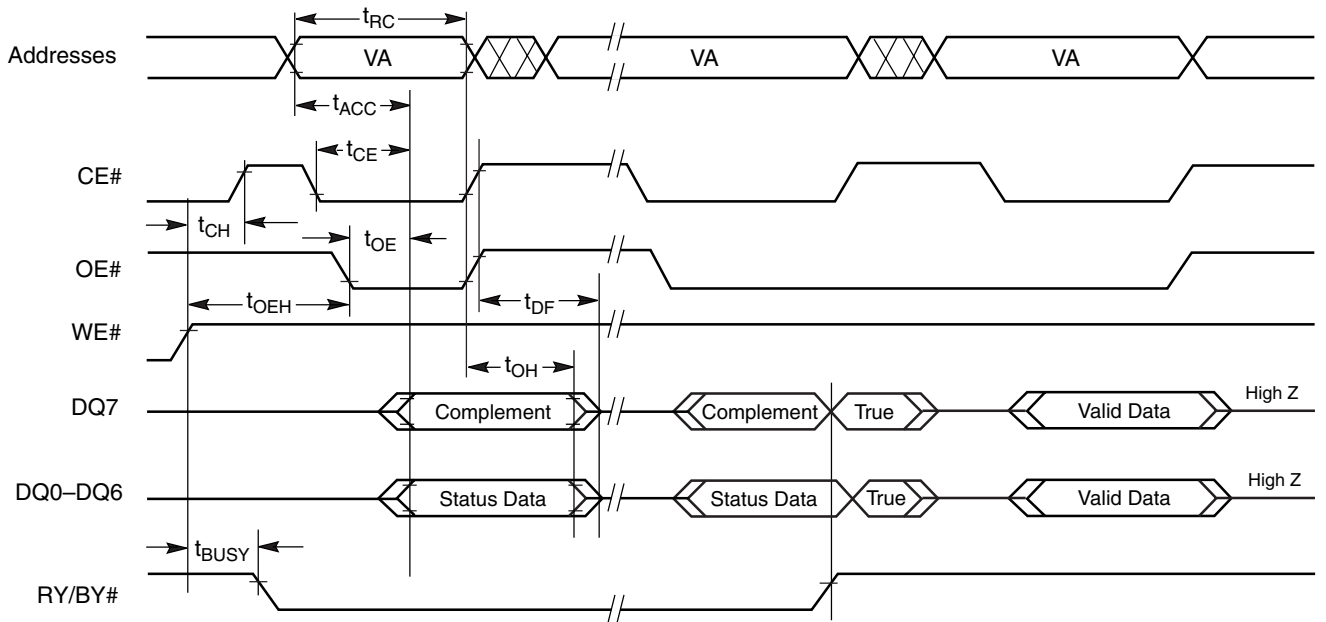 tRC
Addresses VA VA VA
tACC
tCE
CE#
tCH tOE
OE#
tOEH tDF
WE#
tOH
DQ7 Complement Complement True Valid Data High Z
DQ0–DQ6 Status Data Status Data True Valid Data High Z
tBUSY
RY/BY#